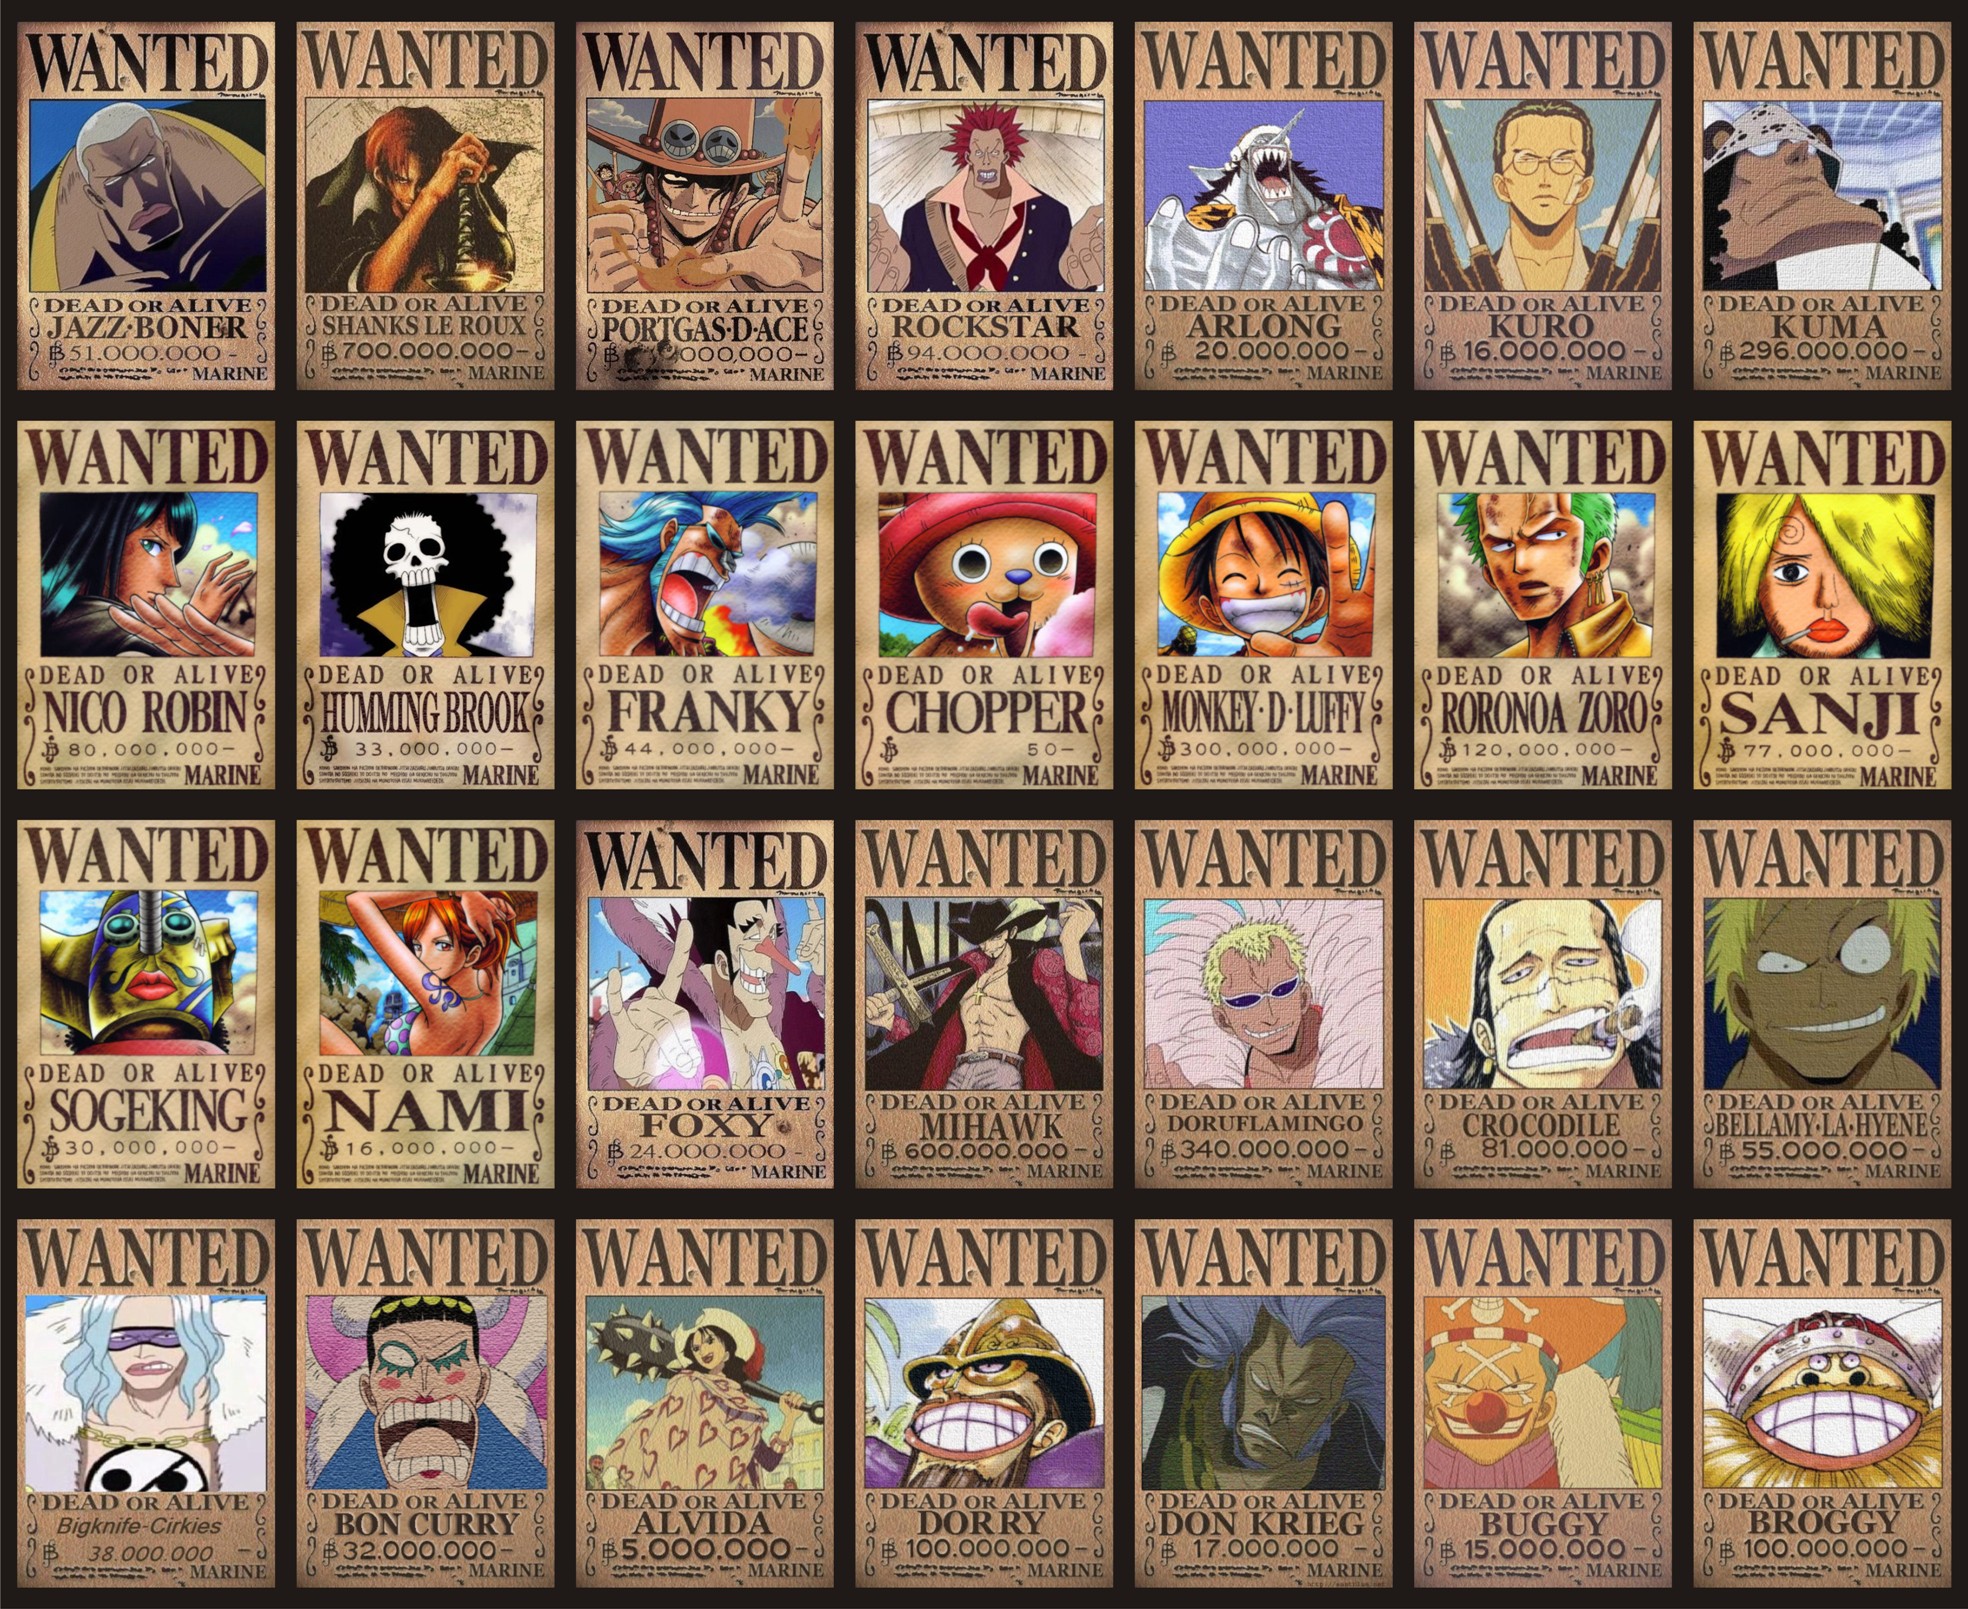 WANTED
DEAD OR ALIVE
JAZZ·BONER
฿51.000.000-
MARINE
WANTED
DEAD OR ALIVE
SHANKS LE ROUX
฿700.000.000-
MARINE
WANTED
DEAD OR ALIVE
PORTGAS·D·ACE
฿ 000.000-
MARINE
WANTED
DEAD OR ALIVE
ROCKSTAR
฿94.000.000-
MARINE
WANTED
DEAD OR ALIVE
ARLONG
฿20.000.000-
MARINE
WANTED
DEAD OR ALIVE
KURO
฿16.000.000-
MARINE
WANTED
DEAD OR ALIVE
KUMA
฿296.000.000-
MARINE
WANTED
DEAD OR ALIVE
NICO ROBIN
฿80,000,000-
MARINE
WANTED
DEAD OR ALIVE
HUMMING BROOK
฿33,000,000-
MARINE
WANTED
DEAD OR ALIVE
FRANKY
฿44,000,000-
MARINE
WANTED
DEAD OR ALIVE
CHOPPER
฿50-
MARINE
WANTED
DEAD OR ALIVE
MONKEY·D·LUFFY
฿300,000,000-
MARINE
WANTED
DEAD OR ALIVE
RORONOA ZORO
฿120,000,000-
MARINE
WANTED
DEAD OR ALIVE
SANJI
฿77,000,000-
MARINE
WANTED
DEAD OR ALIVE
SOGEKING
฿30,000,000-
MARINE
WANTED
DEAD OR ALIVE
NAMI
฿16,000,000-
MARINE
WANTED
DEAD OR ALIVE
FOXY
฿24.000.000-
MARINE
WANTED
DEAD OR ALIVE
MIHAWK
฿600.000.000-
MARINE
WANTED
DEAD OR ALIVE
DORUFLAMINGO
฿340.000.000-
MARINE
WANTED
DEAD OR ALIVE
CROCODILE
฿81.000.000-
MARINE
WANTED
DEAD OR ALIVE
BELLAMY·LA·HYENE
฿55.000.000-
MARINE
WANTED
DEAD OR ALIVE
Bigknife-Cirkies
฿38.000.000-
MARINE
WANTED
DEAD OR ALIVE
BON CURRY
฿32.000.000-
MARINE
WANTED
DEAD OR ALIVE
ALVIDA
฿5.000.000-
MARINE
WANTED
DEAD OR ALIVE
DORRY
฿100.000.000-
MARINE
WANTED
DEAD OR ALIVE
DON KRIEG
฿17.000.000-
MARINE
WANTED
DEAD OR ALIVE
BUGGY
฿15.000.000-
MARINE
WANTED
DEAD OR ALIVE
BROGGY
฿100.000.000-
MARINE